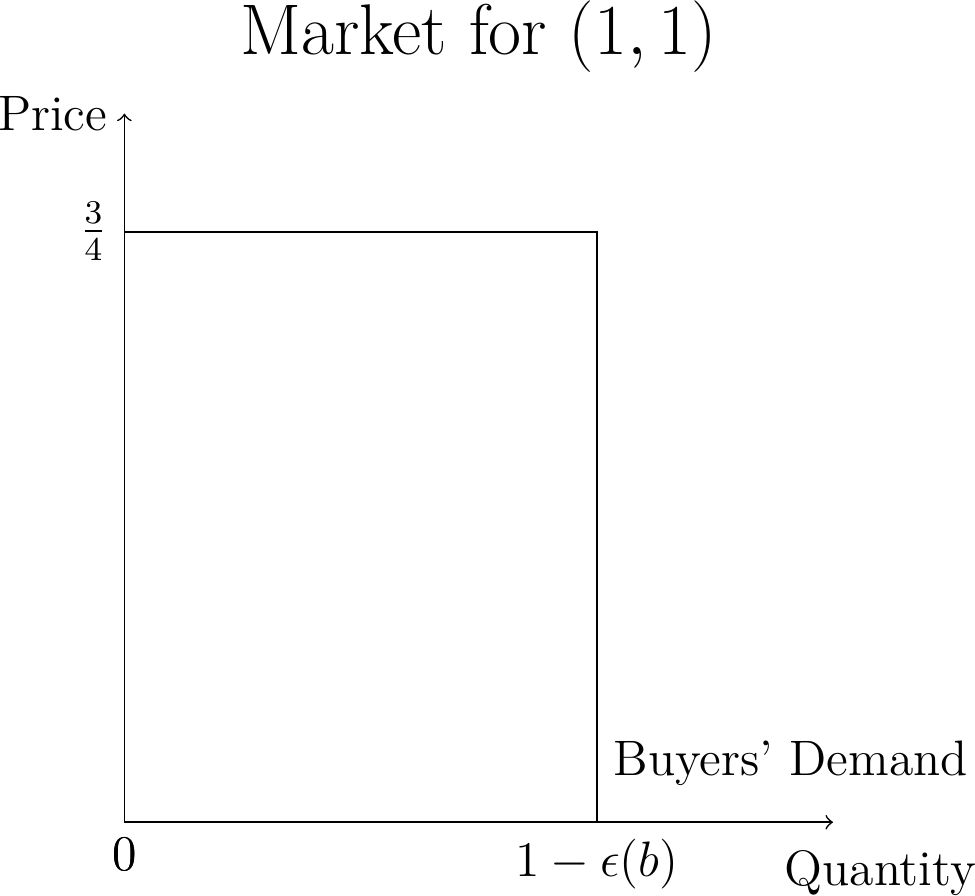 Market for (1, 1)
Price
3/4
Buyers' Demand
0
1 − ϵ(b)
Quantity